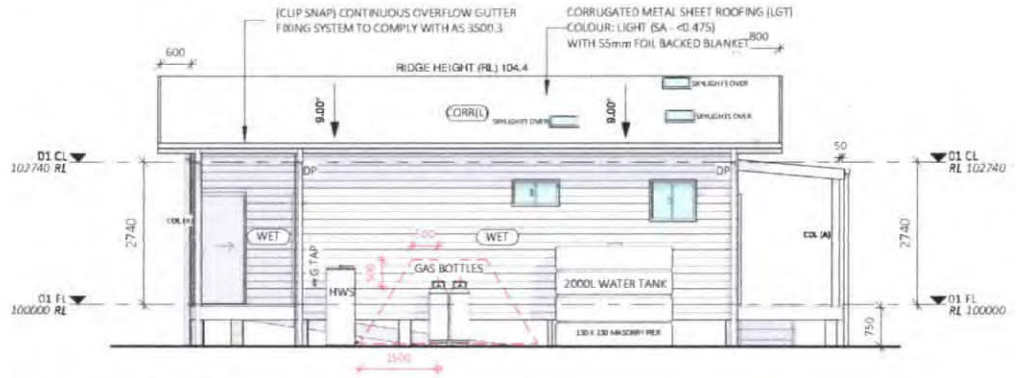 (CLIP SNAP) CONTINUOUS OVERFLOW GUTTER
FIXING SYSTEM TO COMPLY WITH AS 3500.3
CORRUGATED METAL SHEET ROOFING (LGT)
COLOUR: LIGHT (SA - <0.475)
WITH 55mm FOIL BACKED BLANKET
600
800
RIDGE HEIGHT (RL) 104.4
SKYLIGHTS OVER
9.00°
CORR(L)
SKYLIGHTS OVER
9.00°
SKYLIGHTS OVER
01 CL
102740 RL
DP
DP
50
01 CL
RL 102740
2740
COL (A)
WET
WET
COL (A)
2740
G TAP
500
500
GAS BOTTLES
HWS
2000L WATER TANK
01 FL
100000 RL
01 FL
RL 100000
230 X 230 MASONRY PIER
750
1500